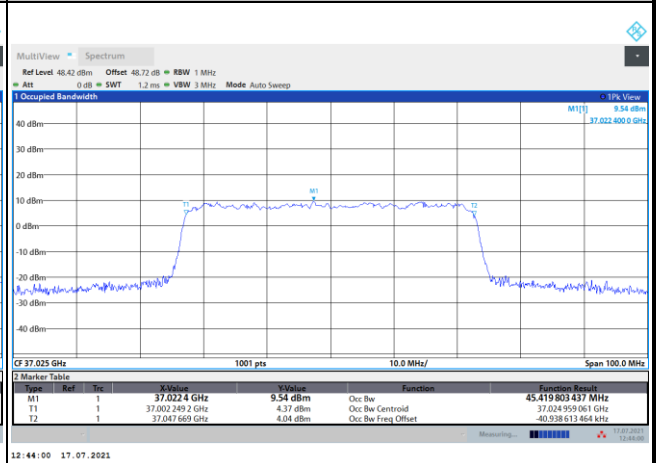 MultiView Spectrum
Ref Level 48.42 dBm Offset 48.72 dB RBW 1 MHz
Att 0 dB SWT 1.2 ms VBW 3 MHz Mode Auto Sweep
1 Occupied Bandwidth 1Pk View
M1[1] 9.54 dBm
37.022 400 0 GHz
40 dBm
30 dBm
20 dBm
M1
10 dBm T1 T2
0 dBm
-10 dBm
-20 dBm
-30 dBm
-40 dBm
CF 37.025 GHz 1001 pts 10.0 MHz/ Span 100.0 MHz
2 Marker Table
Type Ref Trc X-Value Y-Value Function Function Result
M1 1 37.022 4 GHz 9.54 dBm Occ Bw 45.419 803 437 MHz
T1 1 37.002 249 2 GHz 4.37 dBm Occ Bw Centroid 37.024 959 061 GHz
T2 1 37.047 669 GHz 4.04 dBm Occ Bw Freq Offset -40.938 613 464 kHz
Measuring... 17.07.2021
12:44:00
12:44:00 17.07.2021